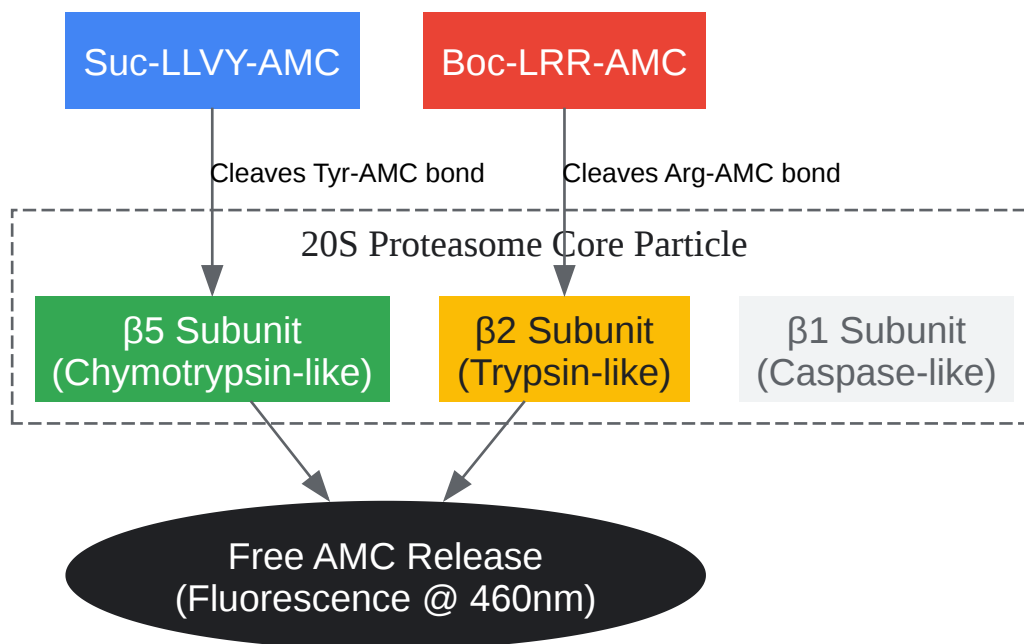 Suc-LLVY-AMC
Boc-LRR-AMC
Cleaves Tyr-AMC bond
Cleaves Arg-AMC bond
20S Proteasome Core Particle
β5 Subunit
(Chymotrypsin-like)
β2 Subunit
(Trypsin-like)
β1 Subunit
(Caspase-like)
Free AMC Release
(Fluorescence @ 460nm)